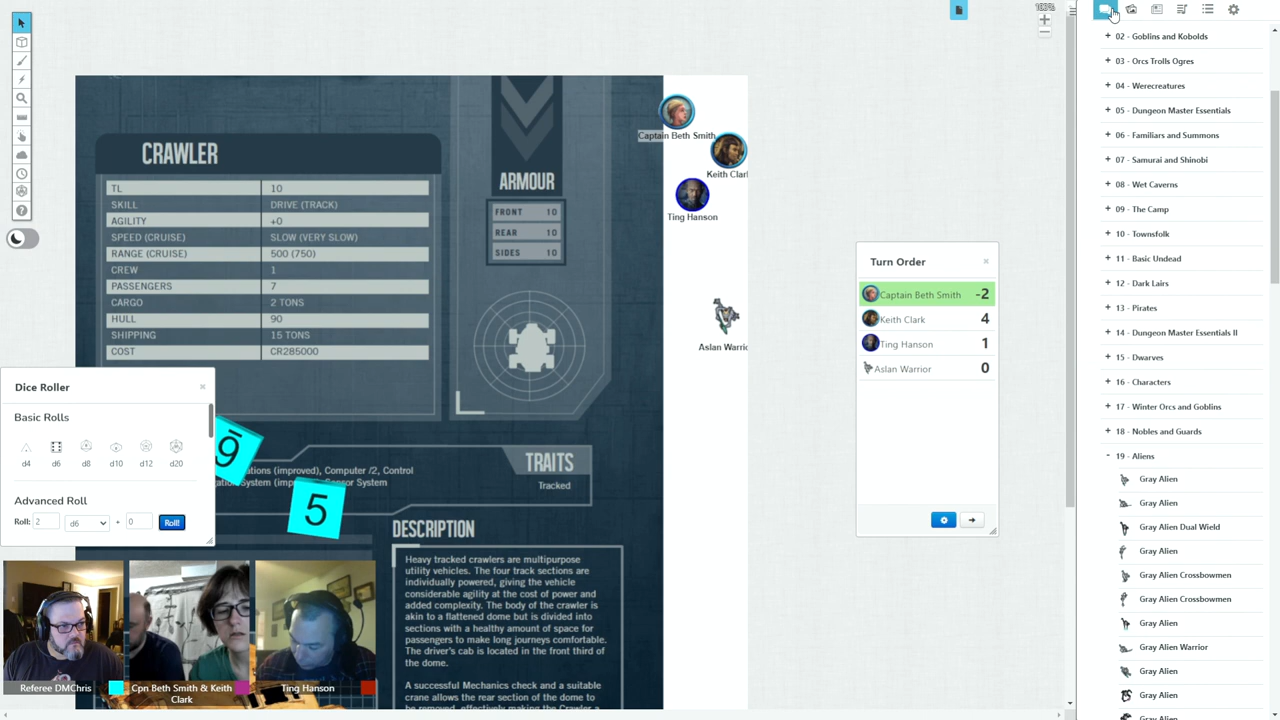 183%
CRAWLER
TL 10
SKILL DRIVE (TRACK)
AGILITY +0
SPEED (CRUISE) SLOW (VERY SLOW)
RANGE (CRUISE) 500 (750)
CREW 1
PASSENGERS 7
CARGO 2 TONS
HULL 90
SHIPPING 15 TONS
COST CR285000
ARMOUR
FRONT 10
REAR 10
SIDES 10
Captain Beth Smith
Keith Clar
Ting Hanson
Aslan Warrio
Turn Order ×
Captain Beth Smith -2
Keith Clark 4
Ting Hanson 1
Aslan Warrior 0
Dice Roller ×
Basic Rolls
d4 d6 d8 d10 d12 d20
Advanced Roll
Roll: 2 d6 + 0 Roll!
9
5
ations (improved), Computer /2, Control
System
Sensor System
TRAITS
Tracked
DESCRIPTION
Heavy tracked crawlers are multipurpose
utility vehicles. The four track sections are
individually powered, giving the vehicle
considerable agility at the cost of power and
added complexity. The body of the crawler is
akin to a flattened dome but is divided into
sections with a healthy amount of space for
passengers to make long journeys comfortable.
The driver's cab is located in the front third of
the dome.
A successful Mechanics check and a suitable
crane allows the rear section of the dome to
be removed, effectively making the Crawler a
Referee DMChris
Cpn Beth Smith & Keith
Clark
Ting Hanson
+ 02 - Goblins and Kobolds
+ 03 - Orcs Trolls Ogres
+ 04 - Werecreatures
+ 05 - Dungeon Master Essentials
+ 06 - Familiars and Summons
+ 07 - Samurai and Shinobi
+ 08 - Wet Caverns
+ 09 - The Camp
+ 10 - Townsfolk
+ 11 - Basic Undead
+ 12 - Dark Lairs
+ 13 - Pirates
+ 14 - Dungeon Master Essentials II
+ 15 - Dwarves
+ 16 - Characters
+ 17 - Winter Orcs and Goblins
+ 18 - Nobles and Guards
- 19 - Aliens
Gray Alien
Gray Alien
Gray Alien Dual Wield
Gray Alien
Gray Alien Crossbowmen
Gray Alien Crossbowmen
Gray Alien
Gray Alien Warrior
Gray Alien
Gray Alien
Gray Alien